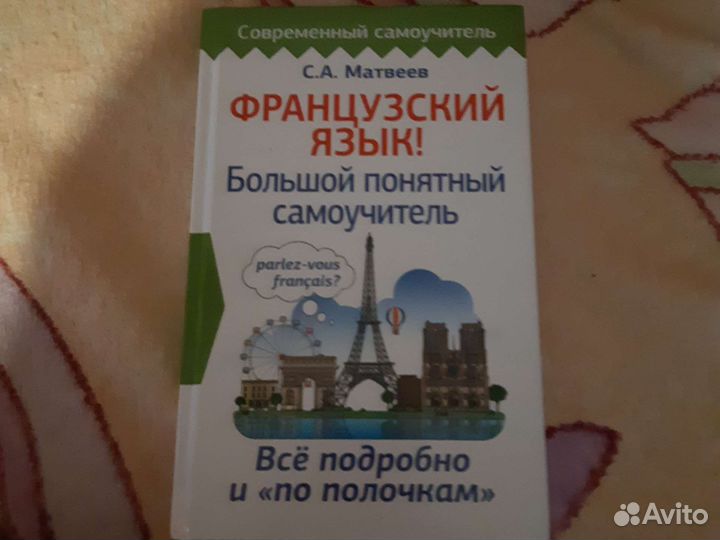 Современный самоучитель
С.А. Матвеев
ФРАНЦУЗСКИЙ
ЯЗЫК!
Большой понятный
самоучитель
parlez-vous
français?
Всё подробно
и «по полочкам»
Avito